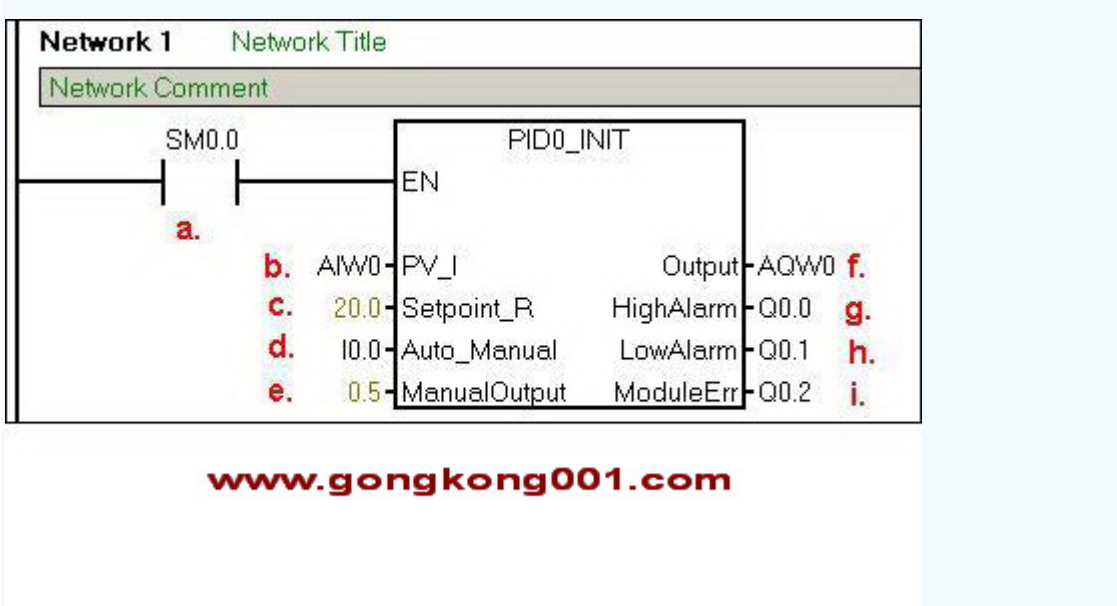 Network 1 Network Title
Network Comment
SM0.0 PID0_INIT
EN
a.
b. AIW0 PV_I Output AQW0 f.
c. 20.0 Setpoint_R HighAlarm Q0.0 g.
d. I0.0 Auto_Manual LowAlarm Q0.1 h.
e. 0.5 ManualOutput ModuleErr Q0.2 i.
www.gongkong001.com